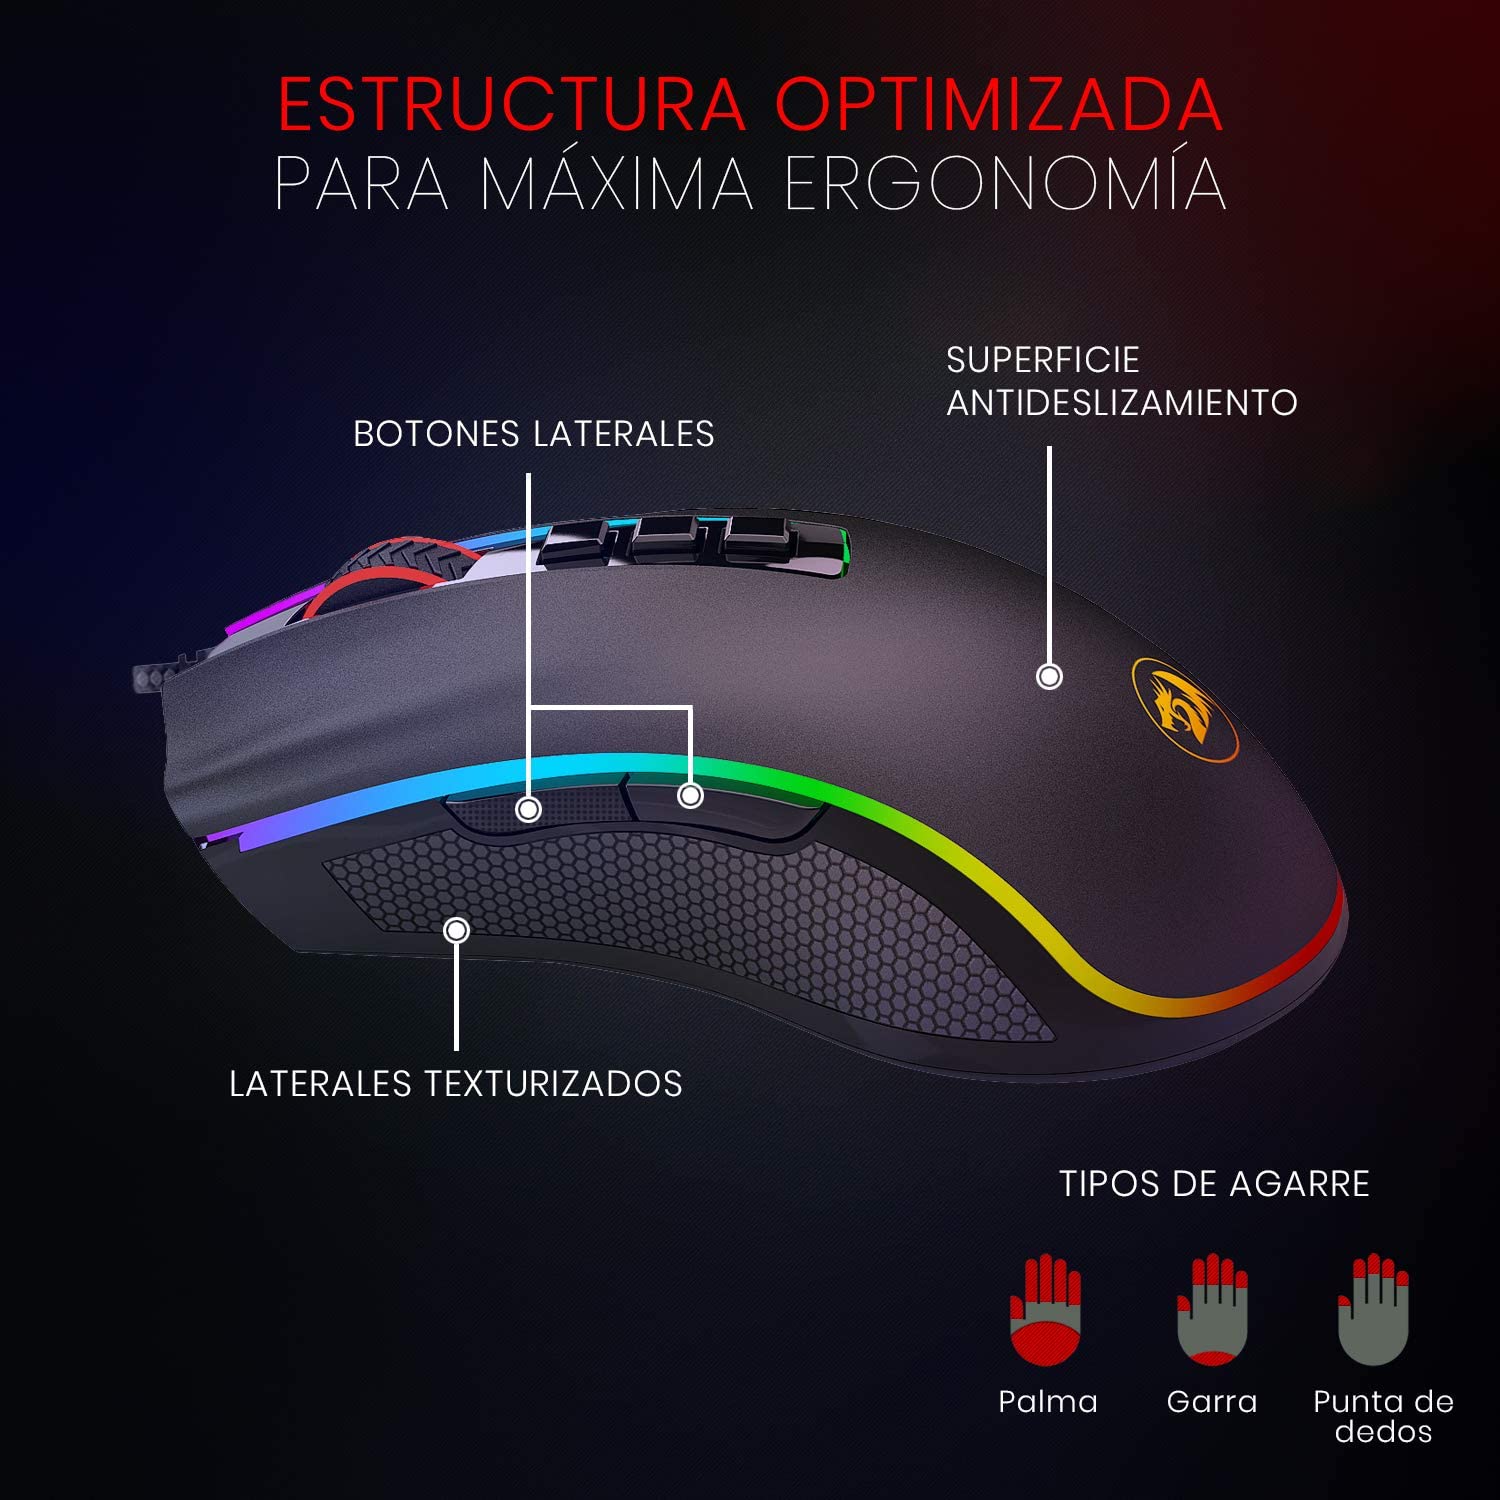 ESTRUCTURA OPTIMIZADA
PARA MÁXIMA ERGONOMÍA
SUPERFICIE
ANTIDESLIZAMIENTO
BOTONES LATERALES
LATERALES TEXTURIZADOS
TIPOS DE AGARRE
Palma
Garra
Punta de
dedos